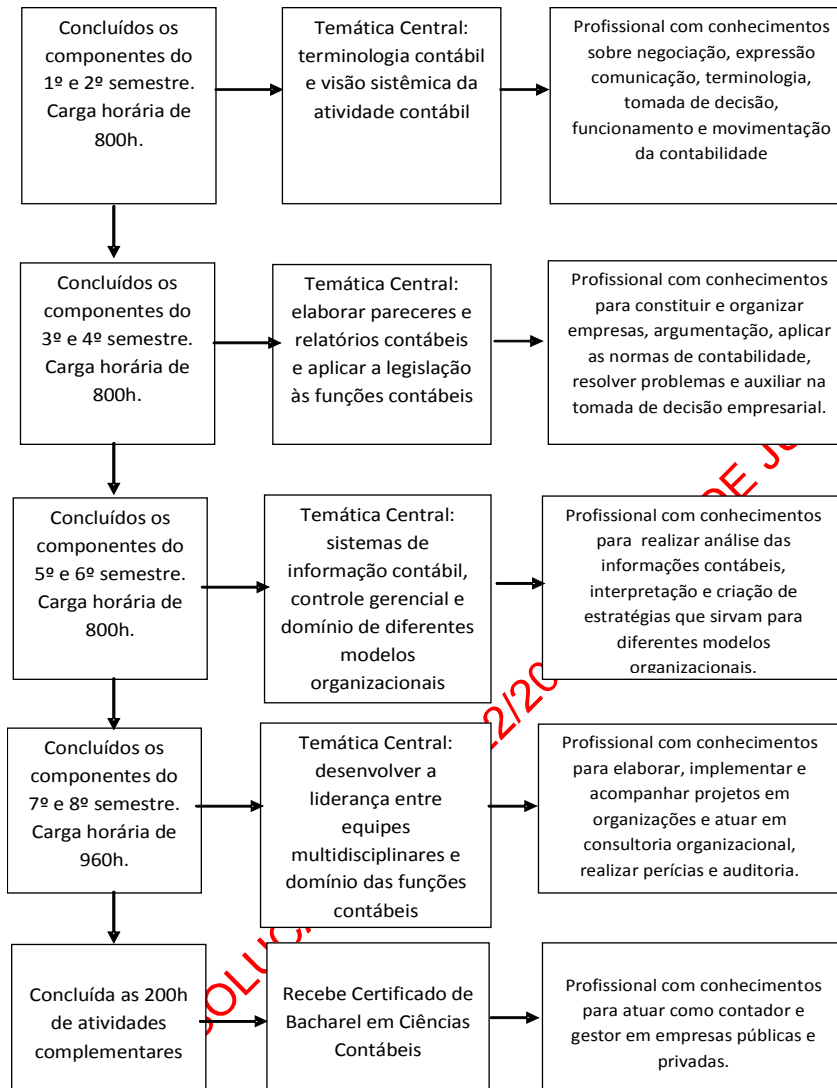 Concluídos os
componentes do
1º e 2º semestre.
Carga horária de
800h.
Temática Central:
terminologia contábil
e visão sistêmica da
atividade contábil
Profissional com conhecimentos
sobre negociação, expressão
comunicação, terminologia,
tomada de decisão,
funcionamento e movimentação
da contabilidade
Concluídos os
componentes do
3º e 4º semestre.
Carga horária de
800h.
Temática Central:
elaborar pareceres e
relatórios contábeis
e aplicar a legislação
às funções contábeis
Profissional com conhecimentos
para constituir e organizar
empresas, argumentação, aplicar
as normas de contabilidade,
resolver problemas e auxiliar na
tomada de decisão empresarial.
Concluídos os
componentes do
5º e 6º semestre.
Carga horária de
800h.
Temática Central:
sistemas de
informação contábil,
controle gerencial e
domínio de diferentes
modelos
organizacionais
Profissional com conhecimentos
para realizar análise das
informações contábeis,
interpretação e criação de
estratégias que sirvam para
diferentes modelos
organizacionais.
Concluídos os
componentes do
7º e 8º semestre.
Carga horária de
960h.
Temática Central:
desenvolver a
liderança entre
equipes
multidisciplinares e
domínio das funções
contábeis
Profissional com conhecimentos
para elaborar, implementar e
acompanhar projetos em
organizações e atuar em
consultoria organizacional,
realizar perícias e auditoria.
Concluída as 200h
de atividades
complementares
Recebe Certificado de
Bacharel em Ciências
Contábeis
Profissional com conhecimentos
para atuar como contador e
gestor em empresas públicas e
privadas.
DE